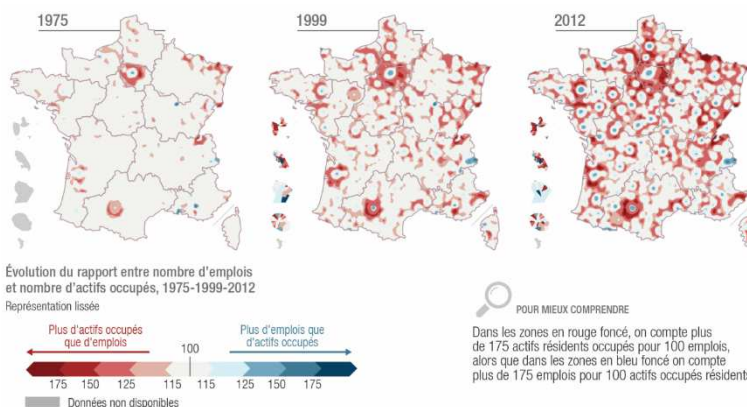 1975
1999
2012
Évolution du rapport entre nombre d'emplois
et nombre d'actifs occupés, 1975-1999-2012
Représentation lissée
Plus d'actifs occupés
que d'emplois
Plus d'emplois que
d'actifs occupés
100
175 150 125 115 115 125 150 175
Données non disponibles
POUR MIEUX COMPRENDRE
Dans les zones en rouge foncé, on compte plus
de 175 actifs résidents occupés pour 100 emplois,
alors que dans les zones en bleu foncé on compte
plus de 175 emplois pour 100 actifs occupés résidents